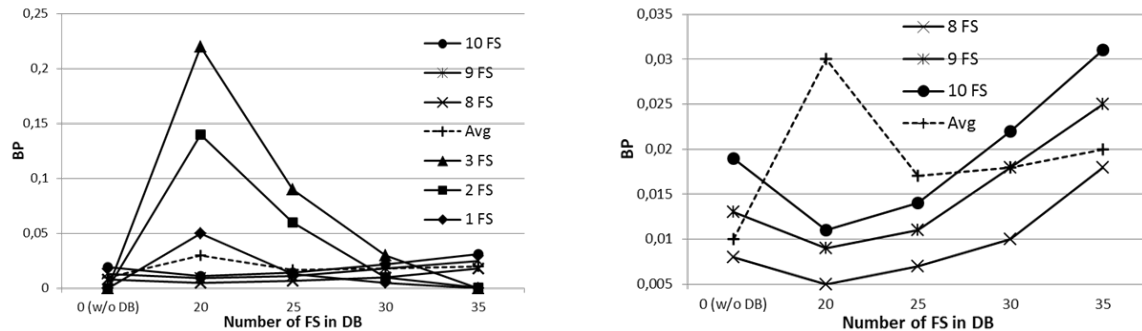 0,25
0,2
0,15
0,1
0,05
0
BP
10 FS
9 FS
8 FS
Avg
3 FS
2 FS
1 FS
0 (w/o DB)
20
25
30
35
Number of FS in DB
0,035
0,03
0,025
0,02
0,015
0,01
0,005
BP
8 FS
9 FS
10 FS
Avg
0 (w/o DB)
20
25
30
35
Number of FS in DB